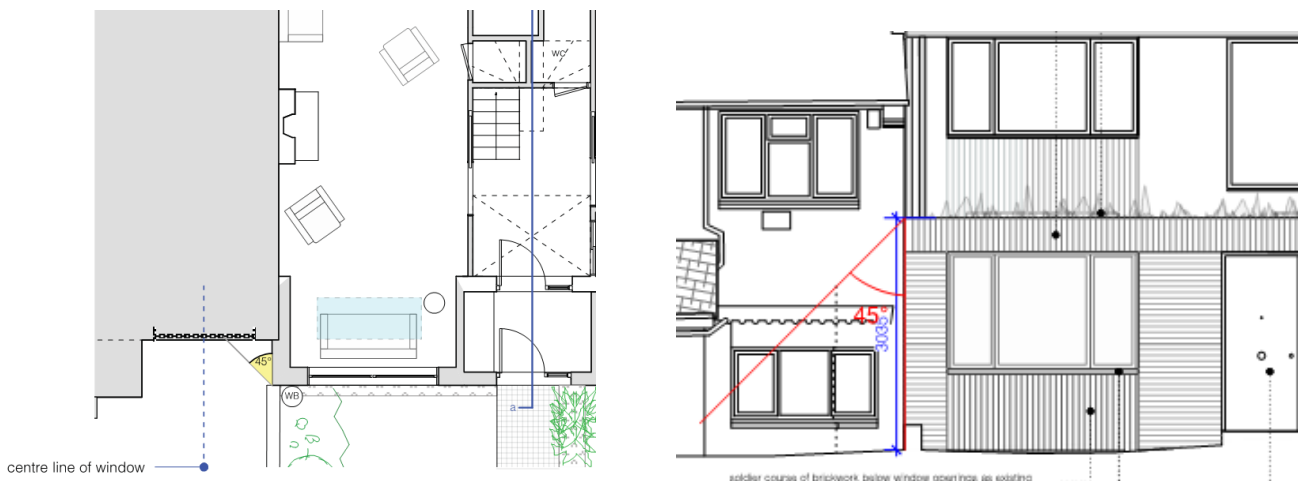 WC
45°
WB
a
centre line of window
45°
3035
soldier course of brickwork below window openings as existing